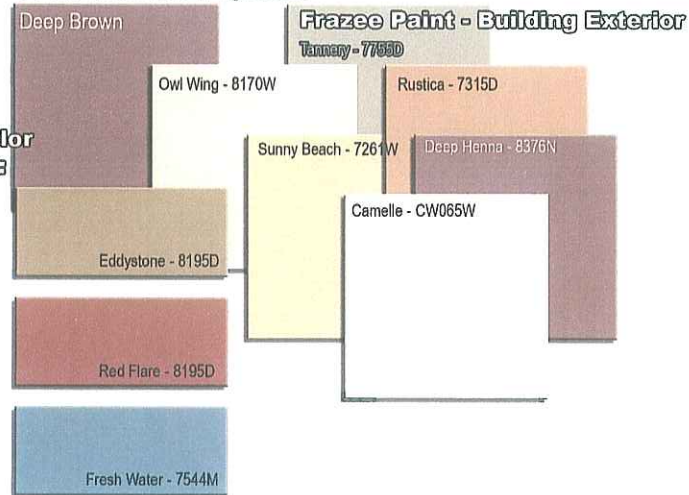 Deep Brown
Frazee Paint - Building Exterior
Tannery - 7755D
Owl Wing - 8170W
Rustica - 7315D
Sunny Beach - 7261W
Deep Henna - 8376N
Camelle - CW065W
Eddystone - 8195D
Red Flare - 8195D
Fresh Water - 7544M